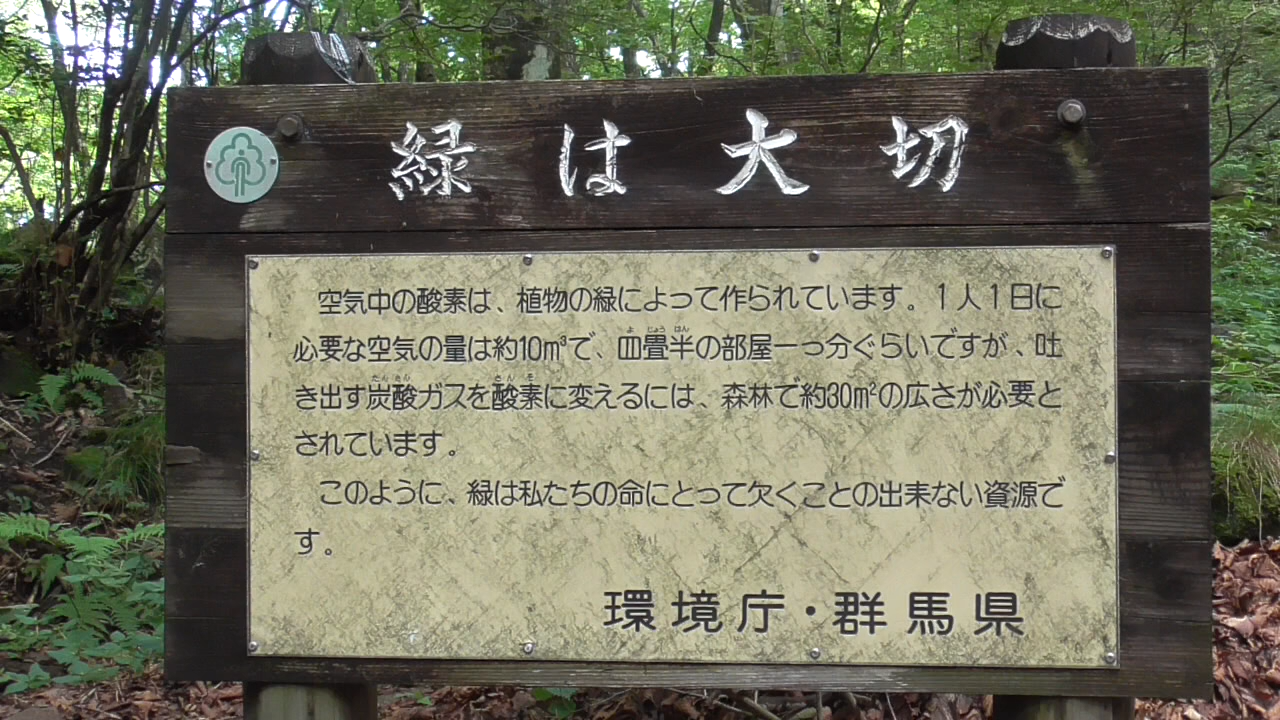 緑は大切
空気中の酸素は、植物の緑によって作られています。1人1日に
必要な空気の量は約10㎥で、四畳半の部屋一つ分ぐらいですが、吐
き出す炭酸ガスを酸素に変えるには、森林で約30㎡の広さが必要と
されています。
このように、緑は私たちの命にとって欠くことの出来ない資源で
す。
環境庁・群馬県